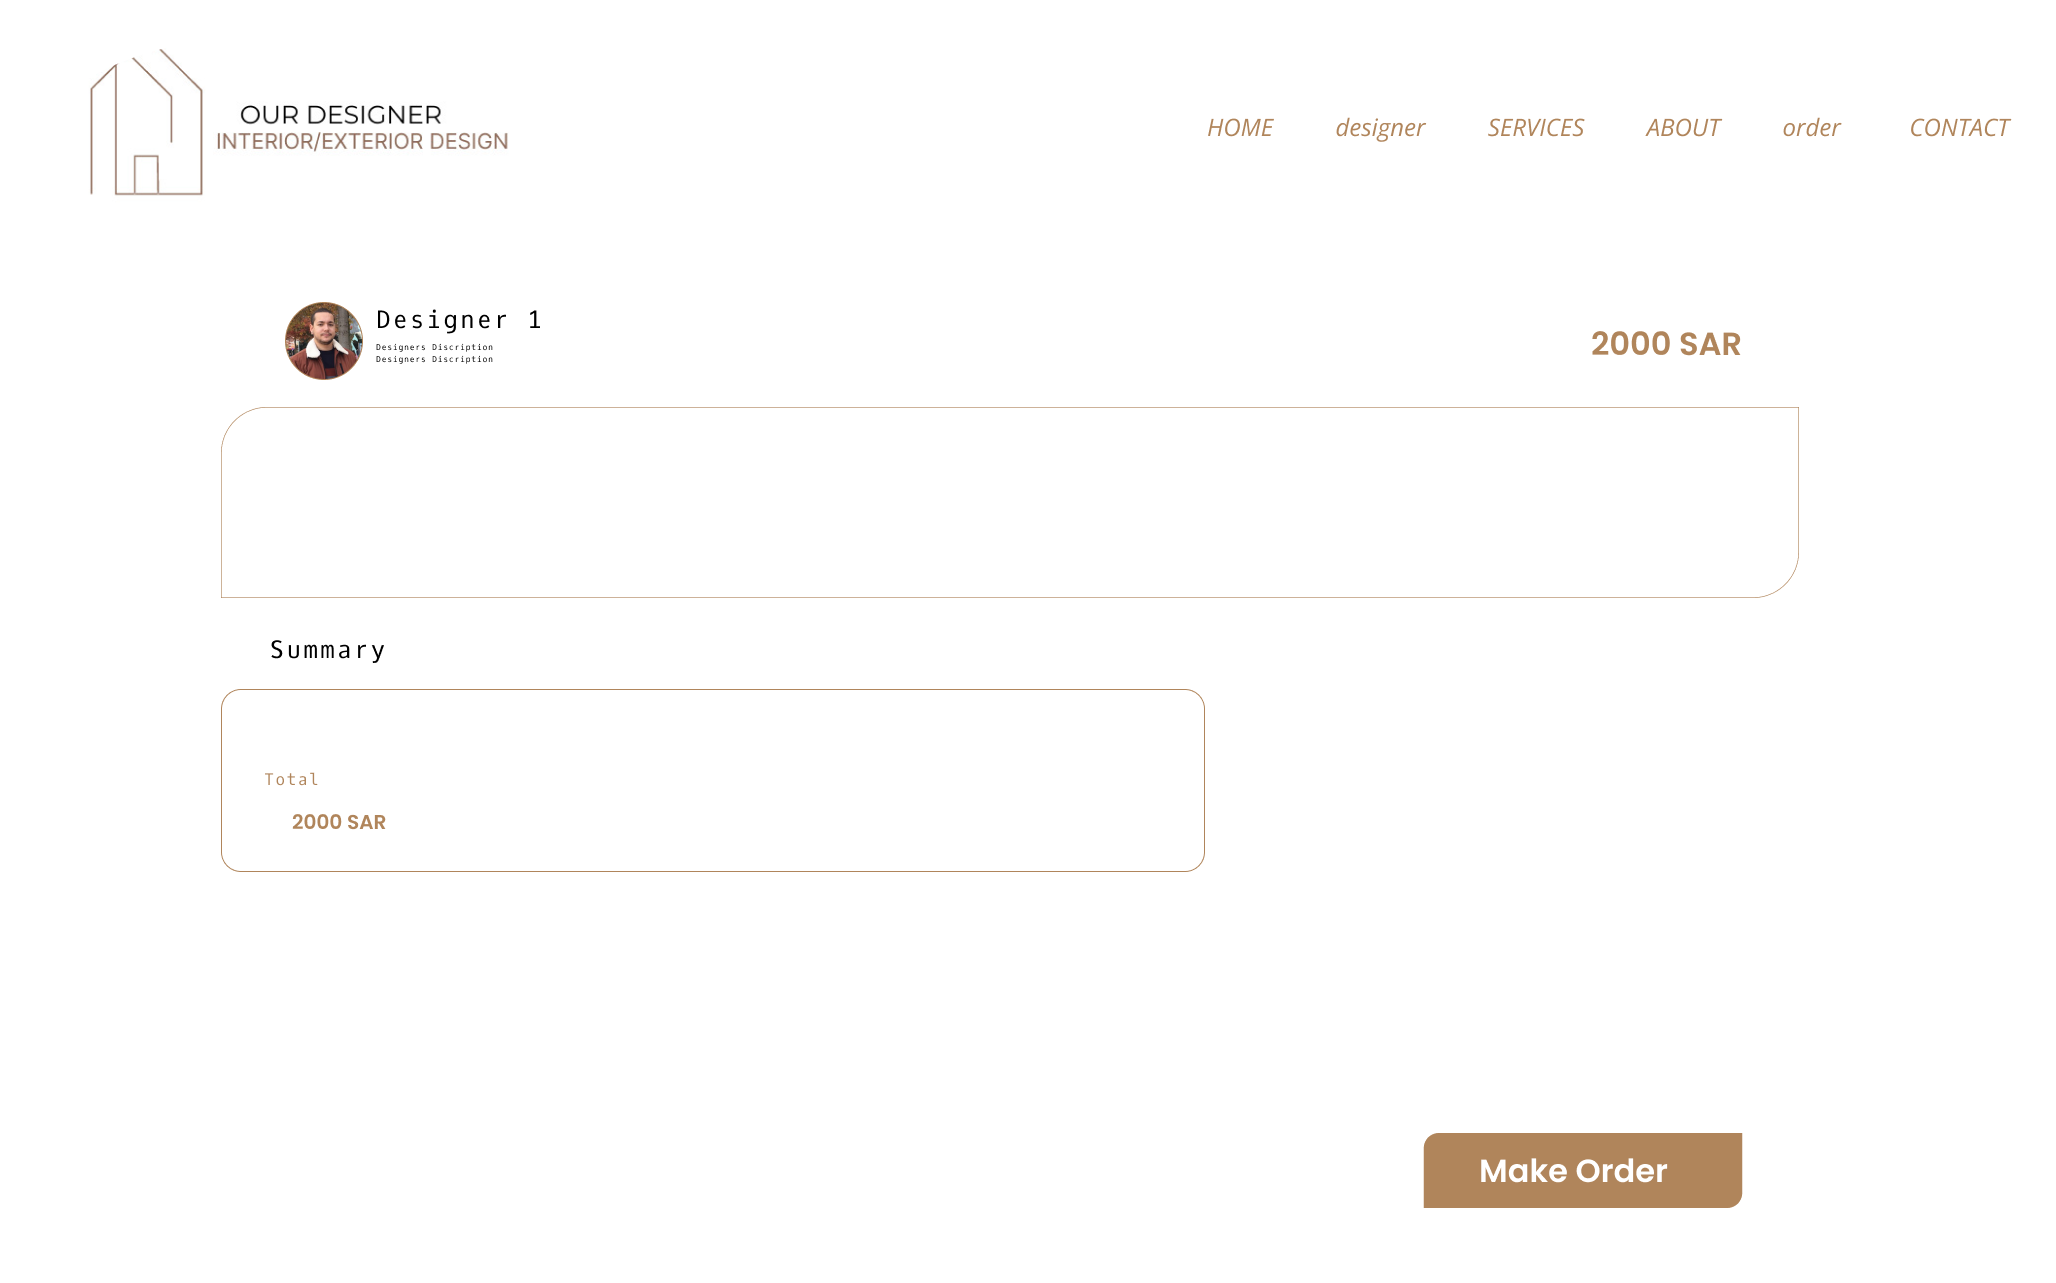 OUR DESIGNER
INTERIOR/EXTERIOR DESIGN
HOME designer SERVICES ABOUT order CONTACT
Designer 1
Designers Discription
Designers Discription
2000 SAR
Summary
Total
2000 SAR
Make Order